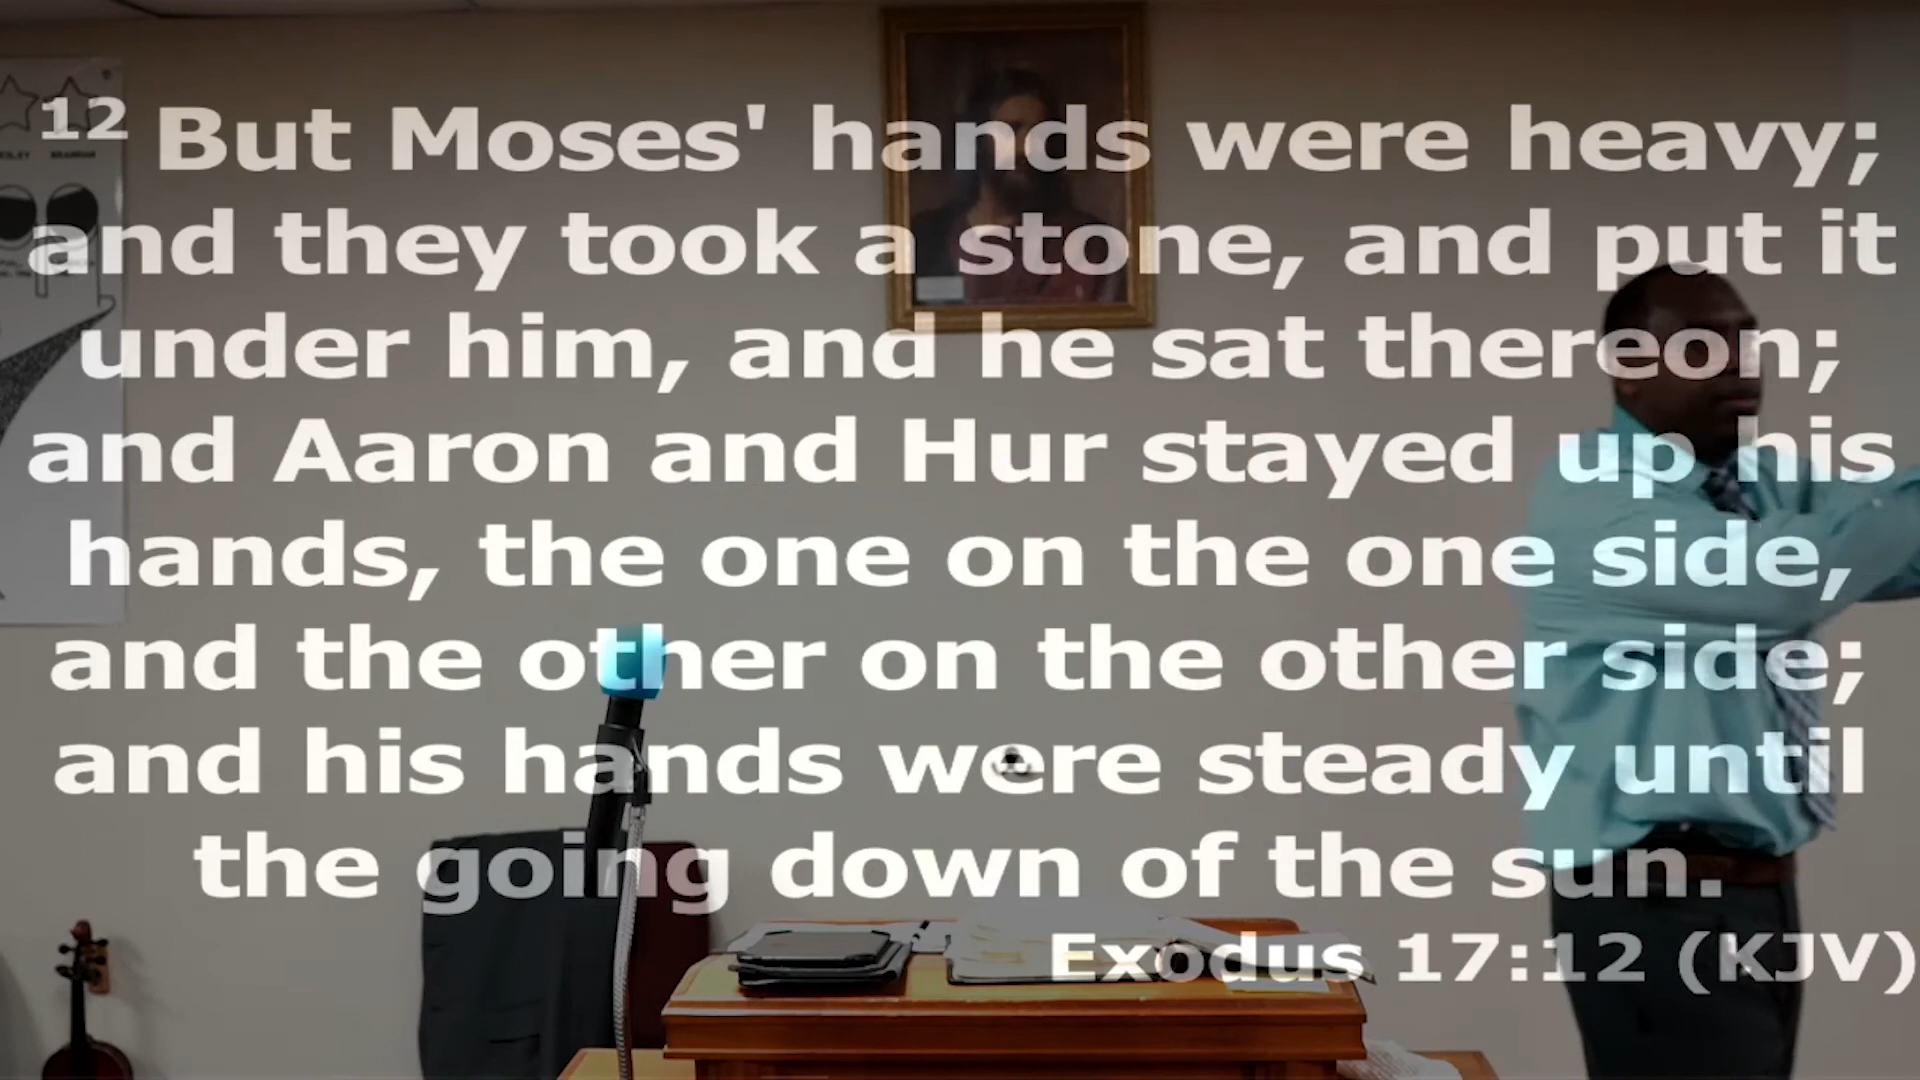 12 But Moses' hands were heavy;
and they took a stone, and put it
under him, and he sat thereon;
and Aaron and Hur stayed up his
hands, the one on the one side,
and the other on the other side;
and his hands were steady until
the going down of the sun.
Exodus 17:12 (KJV)